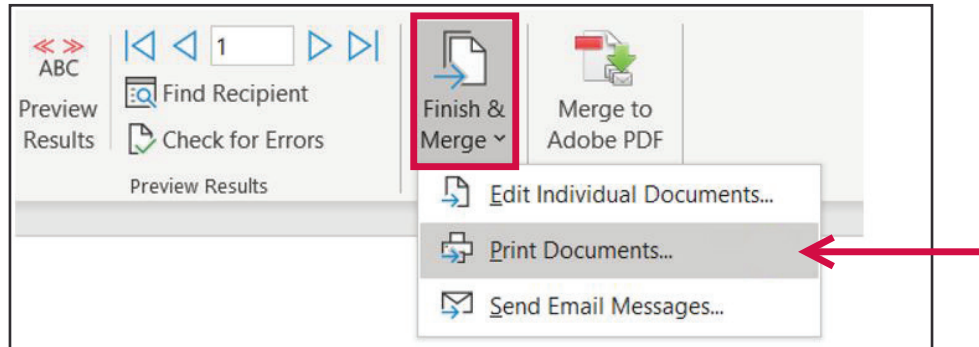 ABC
Preview
Results
1
Find Recipient
Check for Errors
Preview Results
Finish &
Merge
Merge to
Adobe PDF
Edit Individual Documents...
Print Documents...
Send Email Messages...